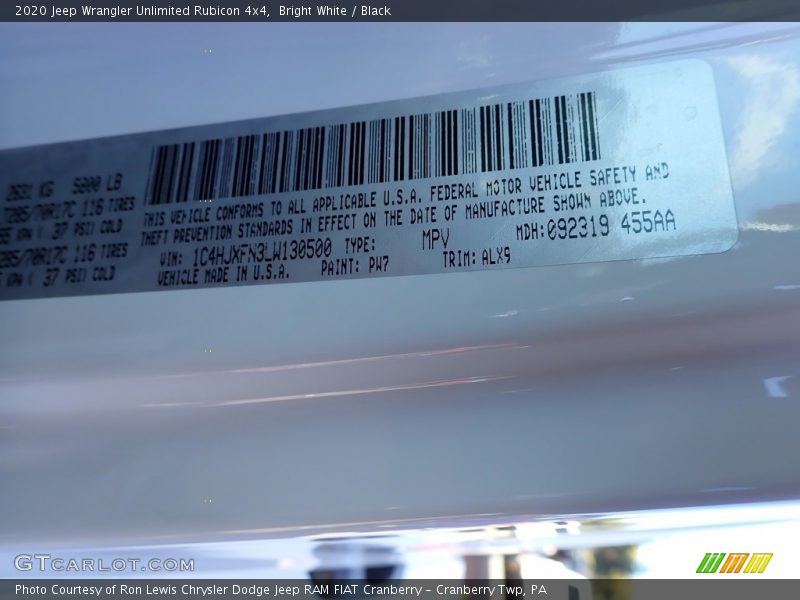 2020 Jeep Wrangler Unlimited Rubicon 4x4, Bright White / Black
2631 KG 5800 LB
285/70R17C 116 TIRES
KPA ( 37 PSI) COLD
285/70R17C 116 TIRES
KPA ( 37 PSI) COLD
THIS VEHICLE CONFORMS TO ALL APPLICABLE U.S.A. FEDERAL MOTOR VEHICLE SAFETY AND
THEFT PREVENTION STANDARDS IN EFFECT ON THE DATE OF MANUFACTURE SHOWN ABOVE.
VIN: 1C4HJXFN3LW130500 TYPE: MPV MDH:092319 455AA
VEHICLE MADE IN U.S.A. PAINT: PW7 TRIM: ALX9
GTCARLOT.COM
Photo Courtesy of Ron Lewis Chrysler Dodge Jeep RAM FIAT Cranberry – Cranberry Twp, PA